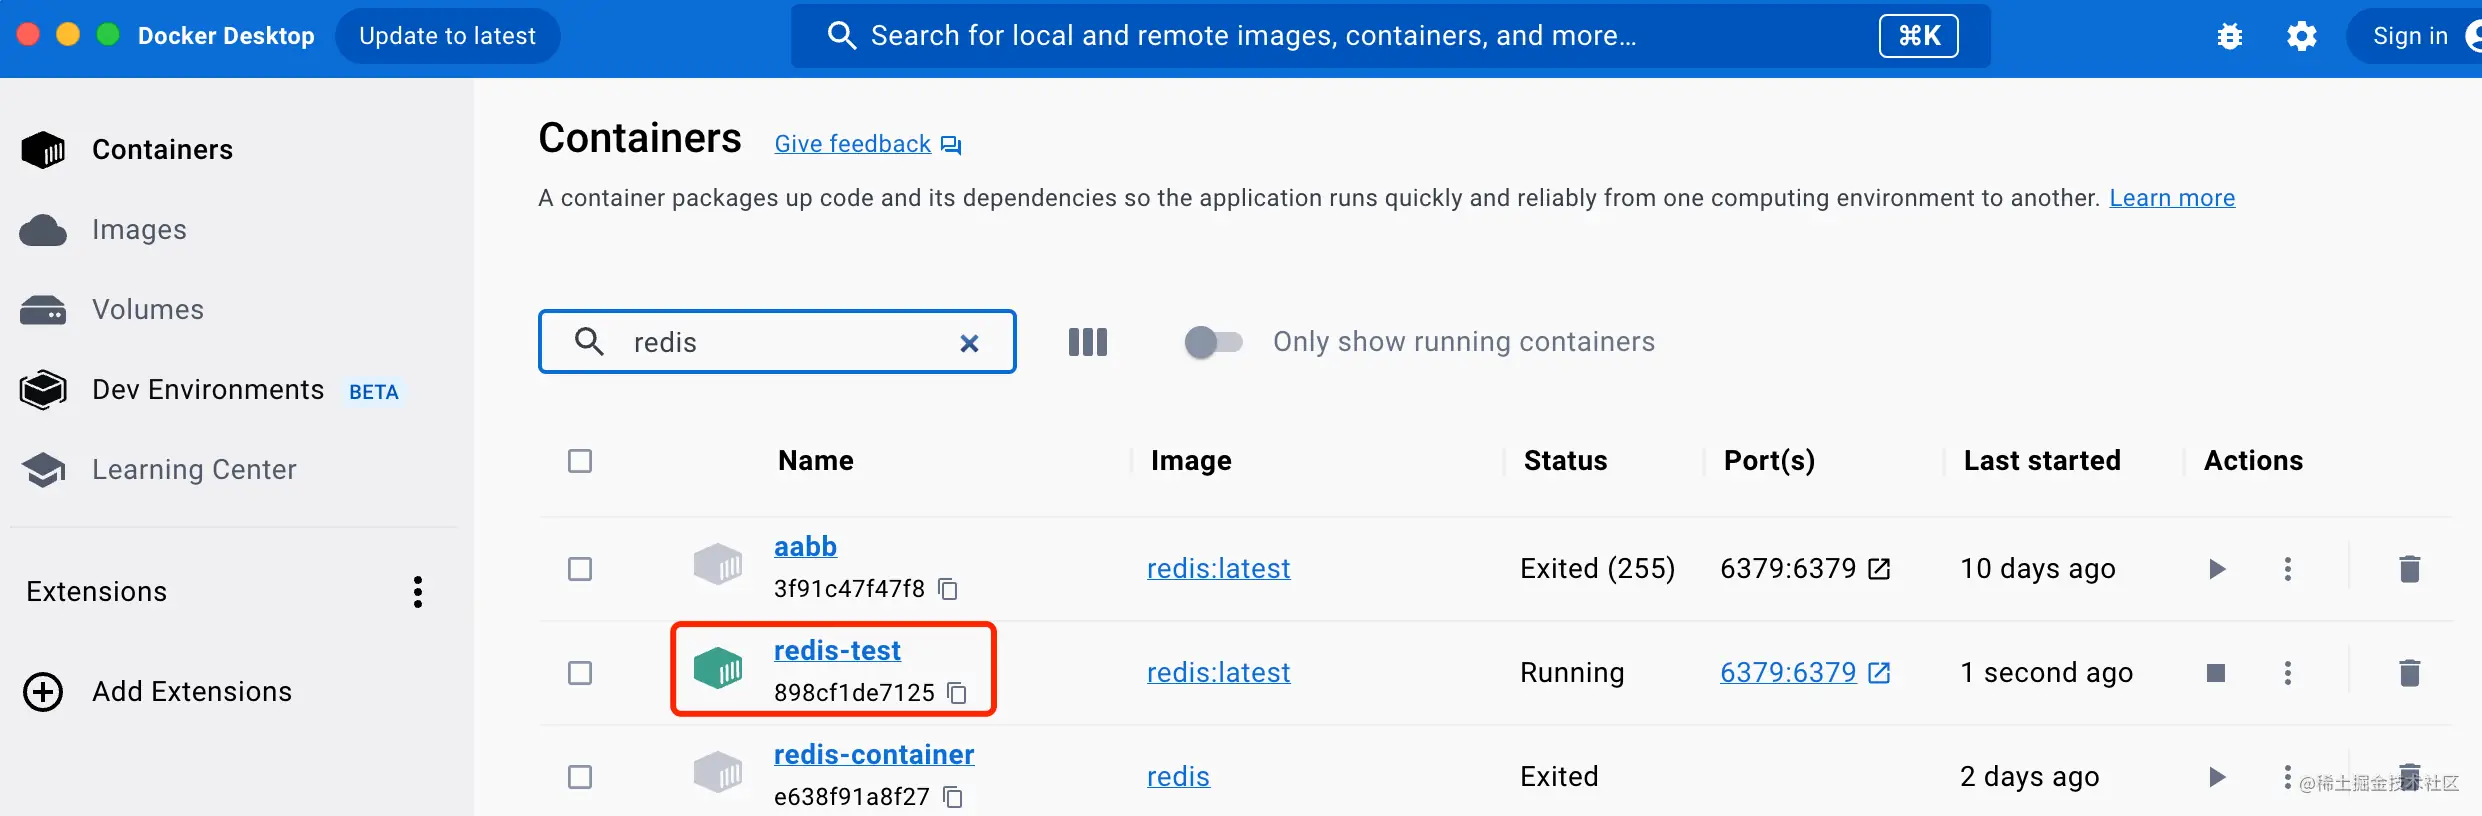 Docker Desktop Update to latest Search for local and remote images, containers, and more... ⌘K Sign in
Containers
Images
Volumes
Dev Environments BETA
Learning Center
Extensions
Add Extensions
Containers Give feedback
A container packages up code and its dependencies so the application runs quickly and reliably from one computing environment to another. Learn more
redis Only show running containers
Name Image Status Port(s) Last started Actions
aabb
3f91c47f47f8 redis:latest Exited (255) 6379:6379 10 days ago
redis-test
898cf1de7125 redis:latest Running 6379:6379 1 second ago
redis-container
e638f91a8f27 redis Exited 2 days ago
@稀土掘金技术社区